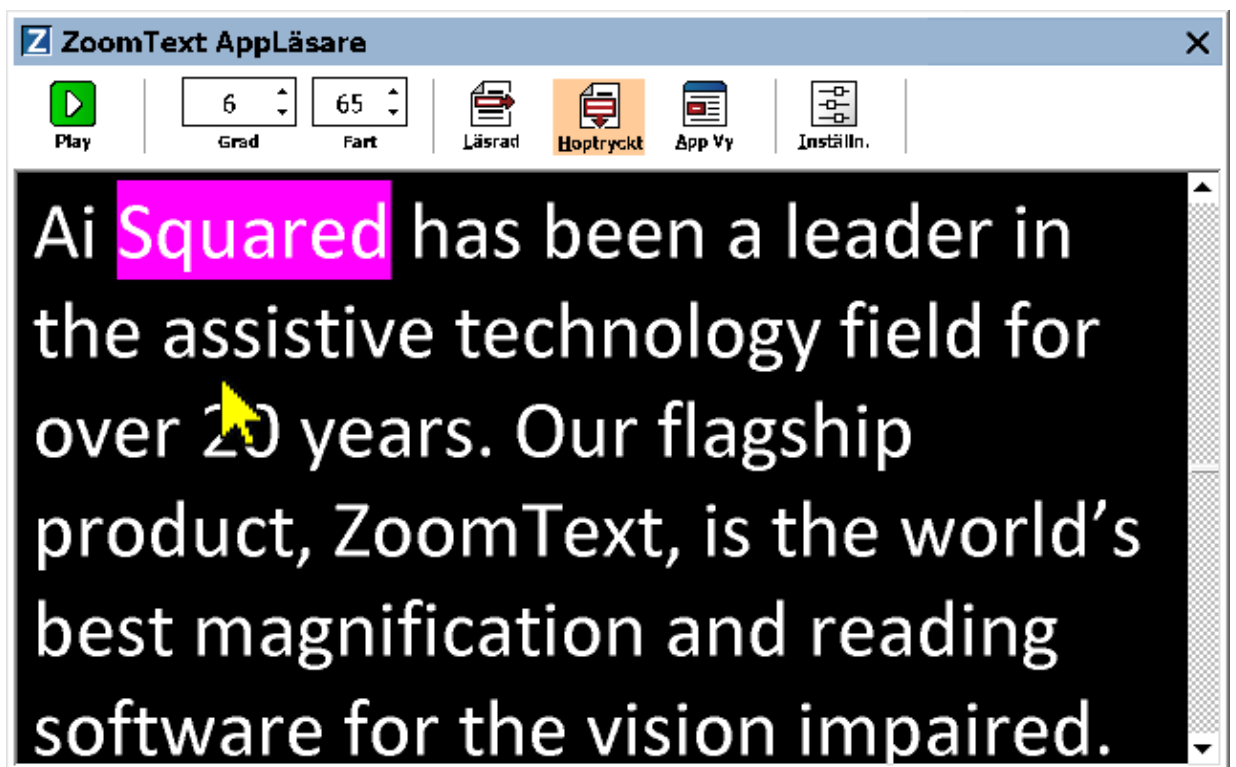 ZoomText AppLäsare
6 65
Play Grad Fart Läsrad Hoptryckt App Vy Inställn.
Ai Squared has been a leader in
the assistive technology field for
over 20 years. Our flagship
product, ZoomText, is the world’s
best magnification and reading
software for the vision impaired.